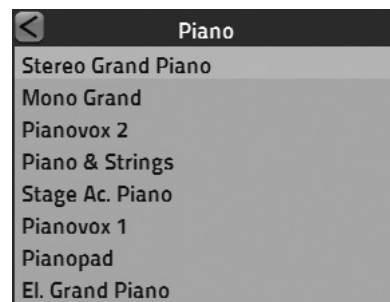 Piano
Stereo Grand Piano
Mono Grand
Pianovox 2
Piano & Strings
Stage Ac. Piano
Pianovox 1
Pianopad
El. Grand Piano